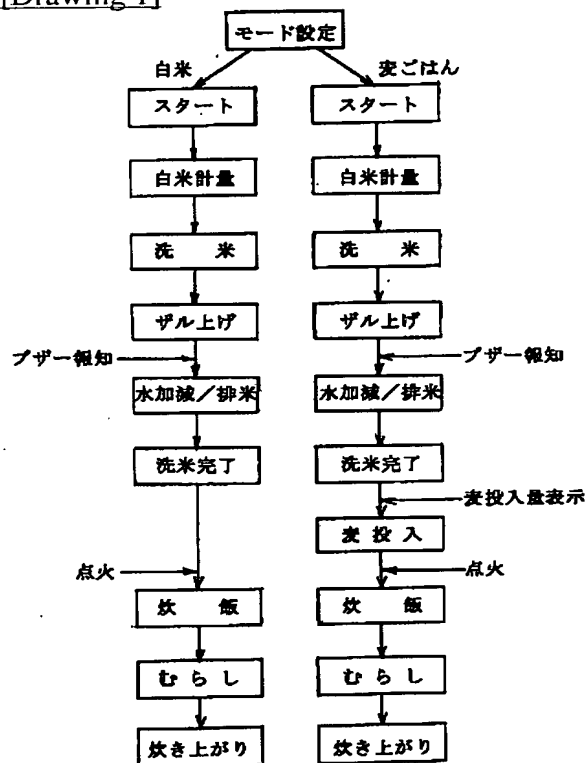 [Drawing 1]
モード設定
白米
麦ごはん
スタート
スタート
白米計量
白米計量
洗 米
洗 米
ザル上げ
ザル上げ
ブザー報知
ブザー報知
水加減/排米
水加減/排米
洗米完了
洗米完了
麦投入量表示
麦投入
点火
点火
炊 飯
炊 飯
むらし
むらし
炊き上がり
炊き上がり